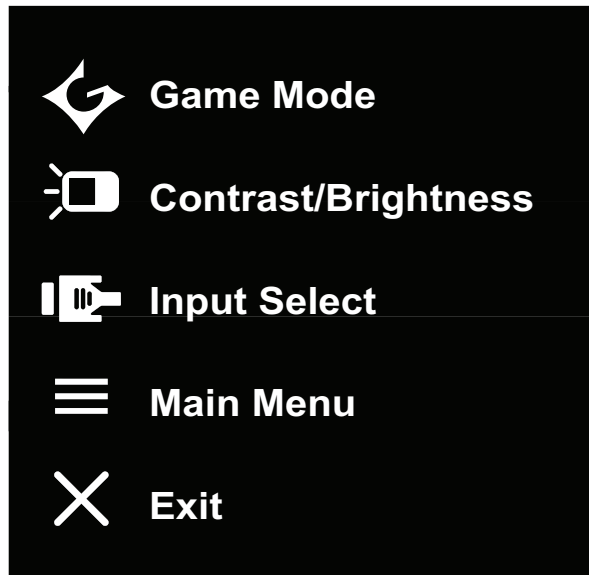 Game Mode
Contrast/Brightness
Input Select
Main Menu
Exit